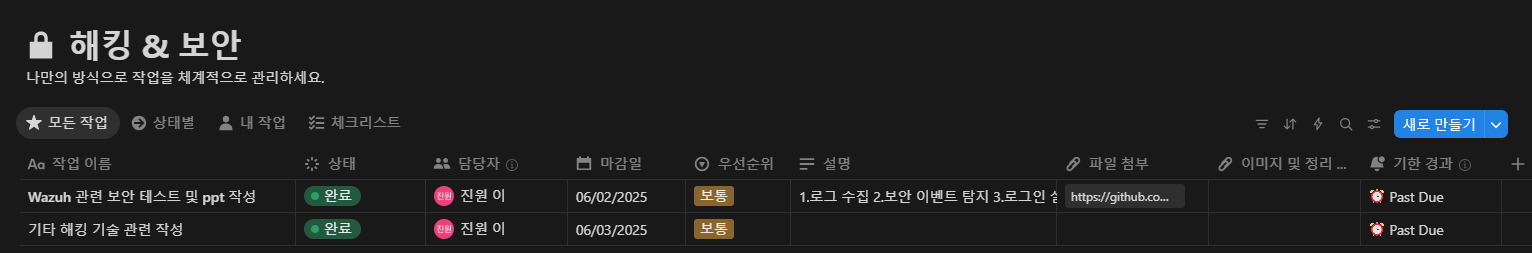 해킹 & 보안
나만의 방식으로 작업을 체계적으로 관리하세요.
모든 작업 상태별 내 작업 체크리스트 새로 만들기
Aa 작업 이름 상태 담당자 마감일 우선순위 설명 파일 첨부 이미지 및 정리 ... 기한 경과
Wazuh 관련 보안 테스트 및 ppt 작성 완료 진원 진원 이 06/02/2025 보통 1.로그 수집 2.보안 이벤트 탐지 3.로그인 https://github.co... Past Due
기타 해킹 기술 관련 작성 완료 진원 진원 이 06/03/2025 보통 Past Due